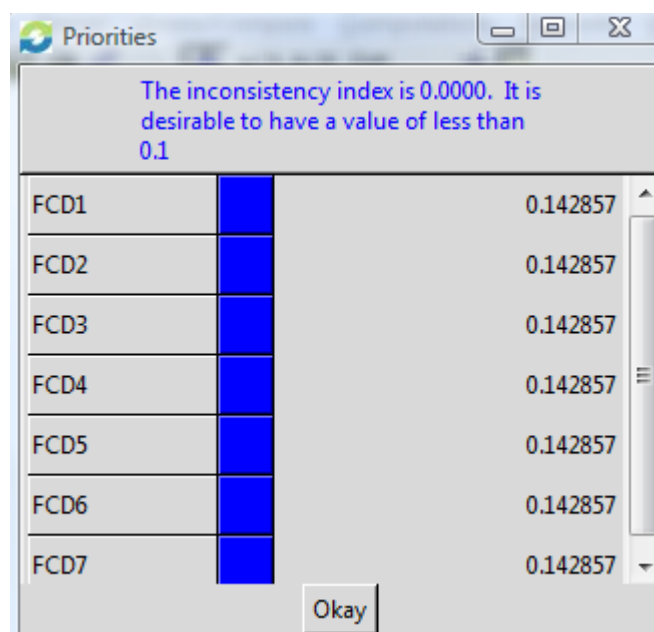 Priorities
The inconsistency index is 0.0000. It is
desirable to have a value of less than
0.1
FCD1 0.142857
FCD2 0.142857
FCD3 0.142857
FCD4 0.142857
FCD5 0.142857
FCD6 0.142857
FCD7 0.142857
Okay